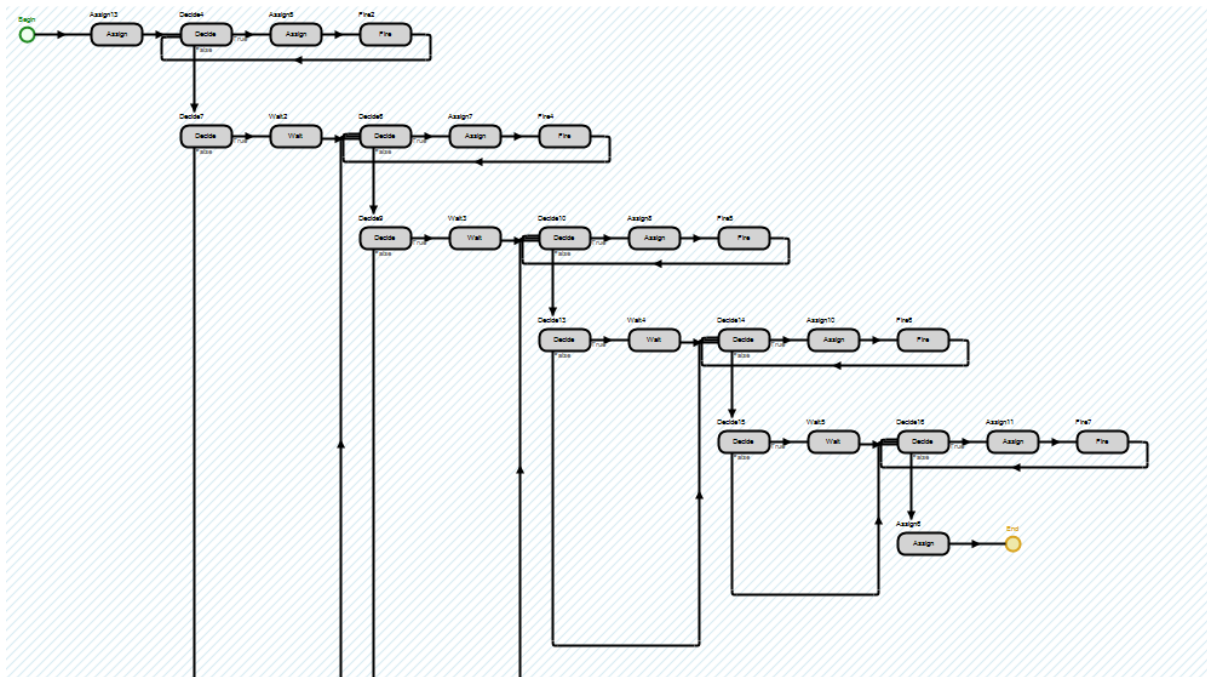 Begin
Assign13 Decide4 Assign5 Fire2
Assign Decide True Assign Fire
False
Decide7 Wait2 Decide8 Assign7 Fire4
Decide True Wait Decide True Assign Fire
False False
Decide9 Wait3 Decide10 Assign8 Fire5
Decide True Wait Decide True Assign Fire
False False
Decide13 Wait4 Decide14 Assign10 Fire6
Decide True Wait Decide True Assign Fire
False False
Decide15 Wait5 Decide16 Assign11 Fire7
Decide True Wait Decide True Assign Fire
False False
Assign6 End
Assign